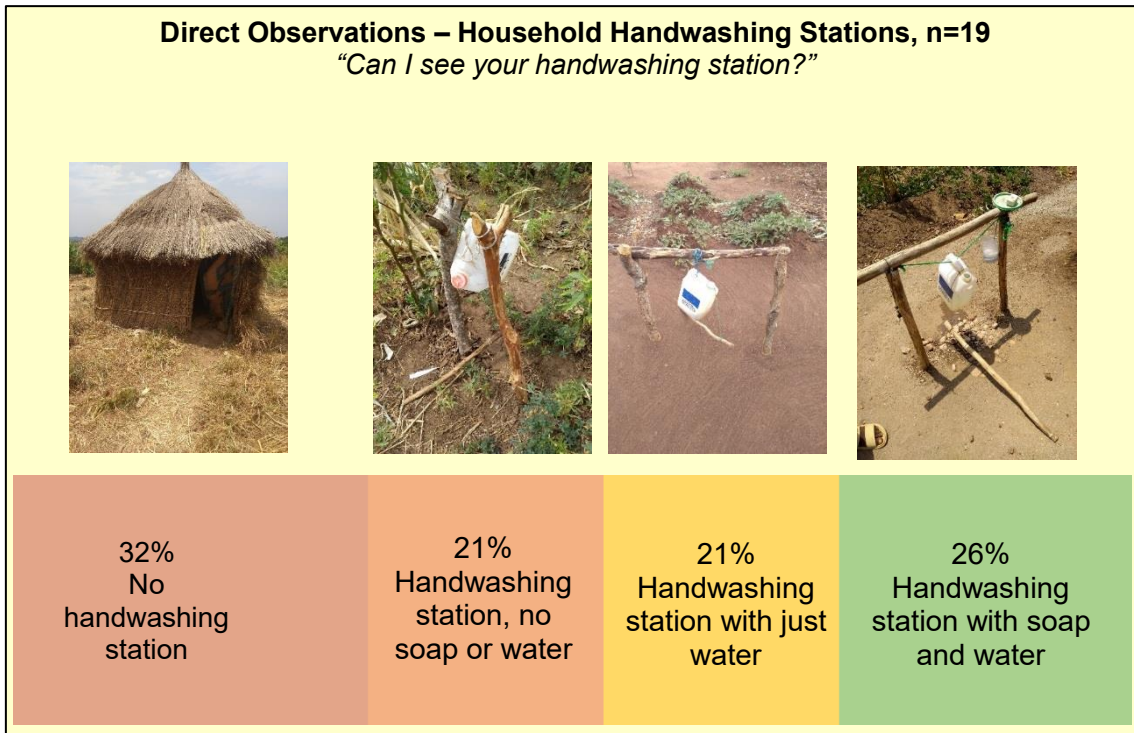 Direct Observations – Household Handwashing Stations, n=19
“Can I see your handwashing station?”
32%
No
handwashing
station
21%
Handwashing
station, no
soap or water
21%
Handwashing
station with just
water
26%
Handwashing
station with soap
and water